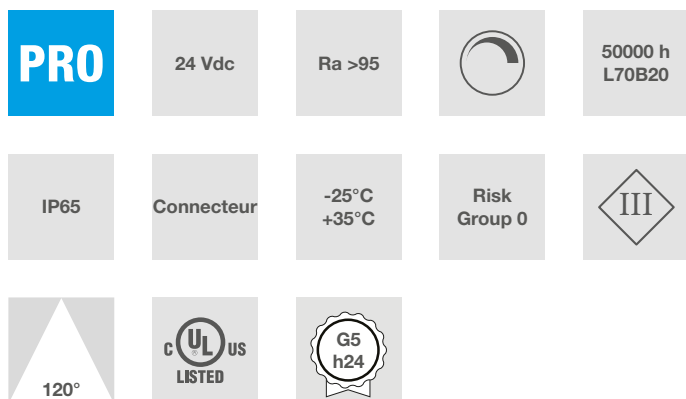 PRO
24 Vdc
Ra >95
50000 h
L70B20
IP65
Connecteur
-25°C
+35°C
Risk
Group 0
III
120°
C UL US
®
LISTED
G5
h24